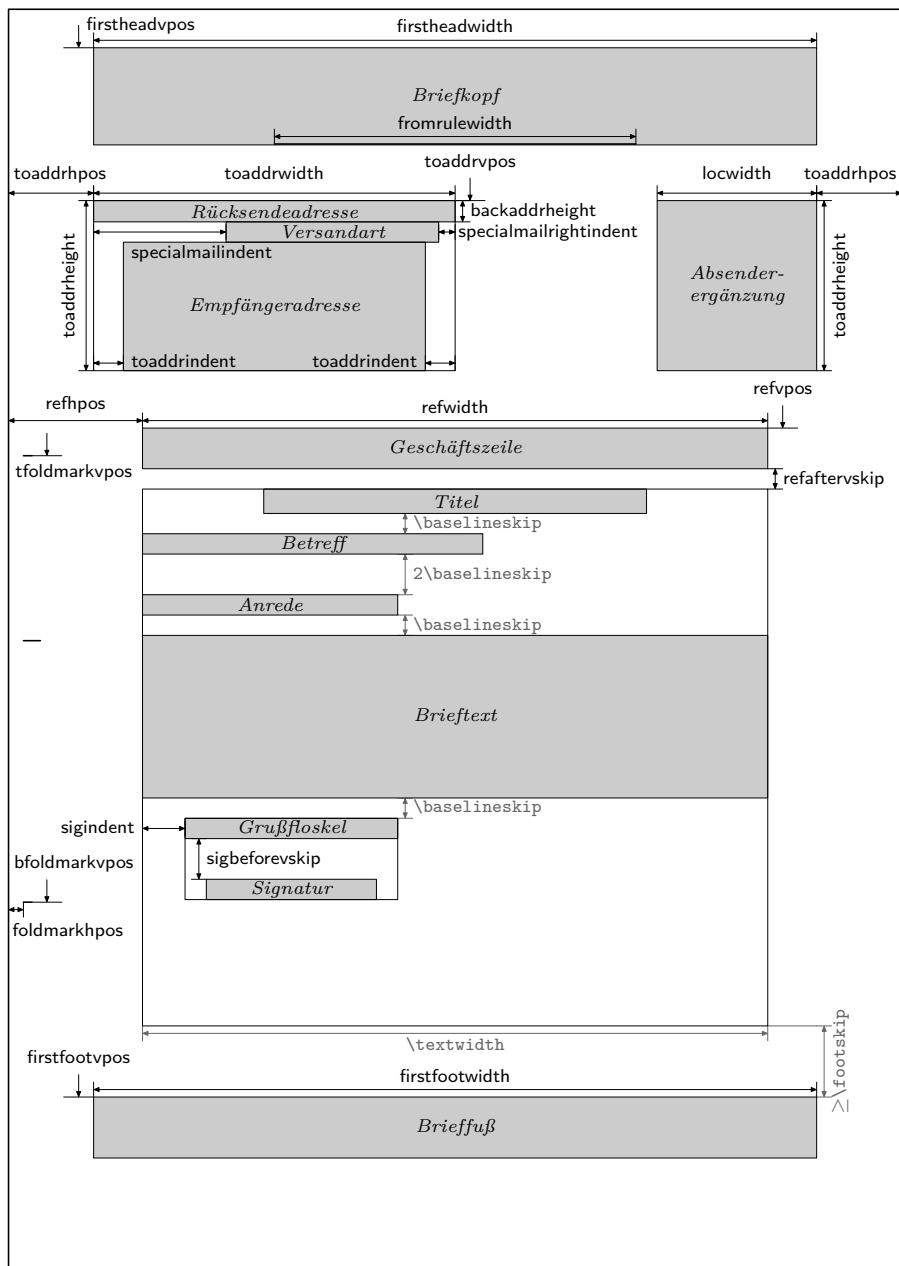 firstheadvpos
firstheadwidth
Briefkopf
fromrulewidth
toaddrvpos
toaddrhpos
toaddrwidth
locwidth
toaddrhpos
Rücksendeadresse
backaddrheight
Versandart
specialmailrightindent
specialmailindent
toaddrheight
Empfängeradresse
Absender-
ergänzung
toaddrheight
toaddrindent
toaddrindent
refvpos
refhpos
refwidth
Geschäftszeile
tfoldmarkvpos
refaftervskip
Titel
\baselineskip
Betreff
2\baselineskip
Anrede
\baselineskip
Brieftext
\baselineskip
sigindent
Grußfloskel
bfoldmarkvpos
sigbeforevskip
Signatur
foldmarkhpos
\textwidth
≥\footskip
firstfootvpos
firstfootwidth
Brieffuß